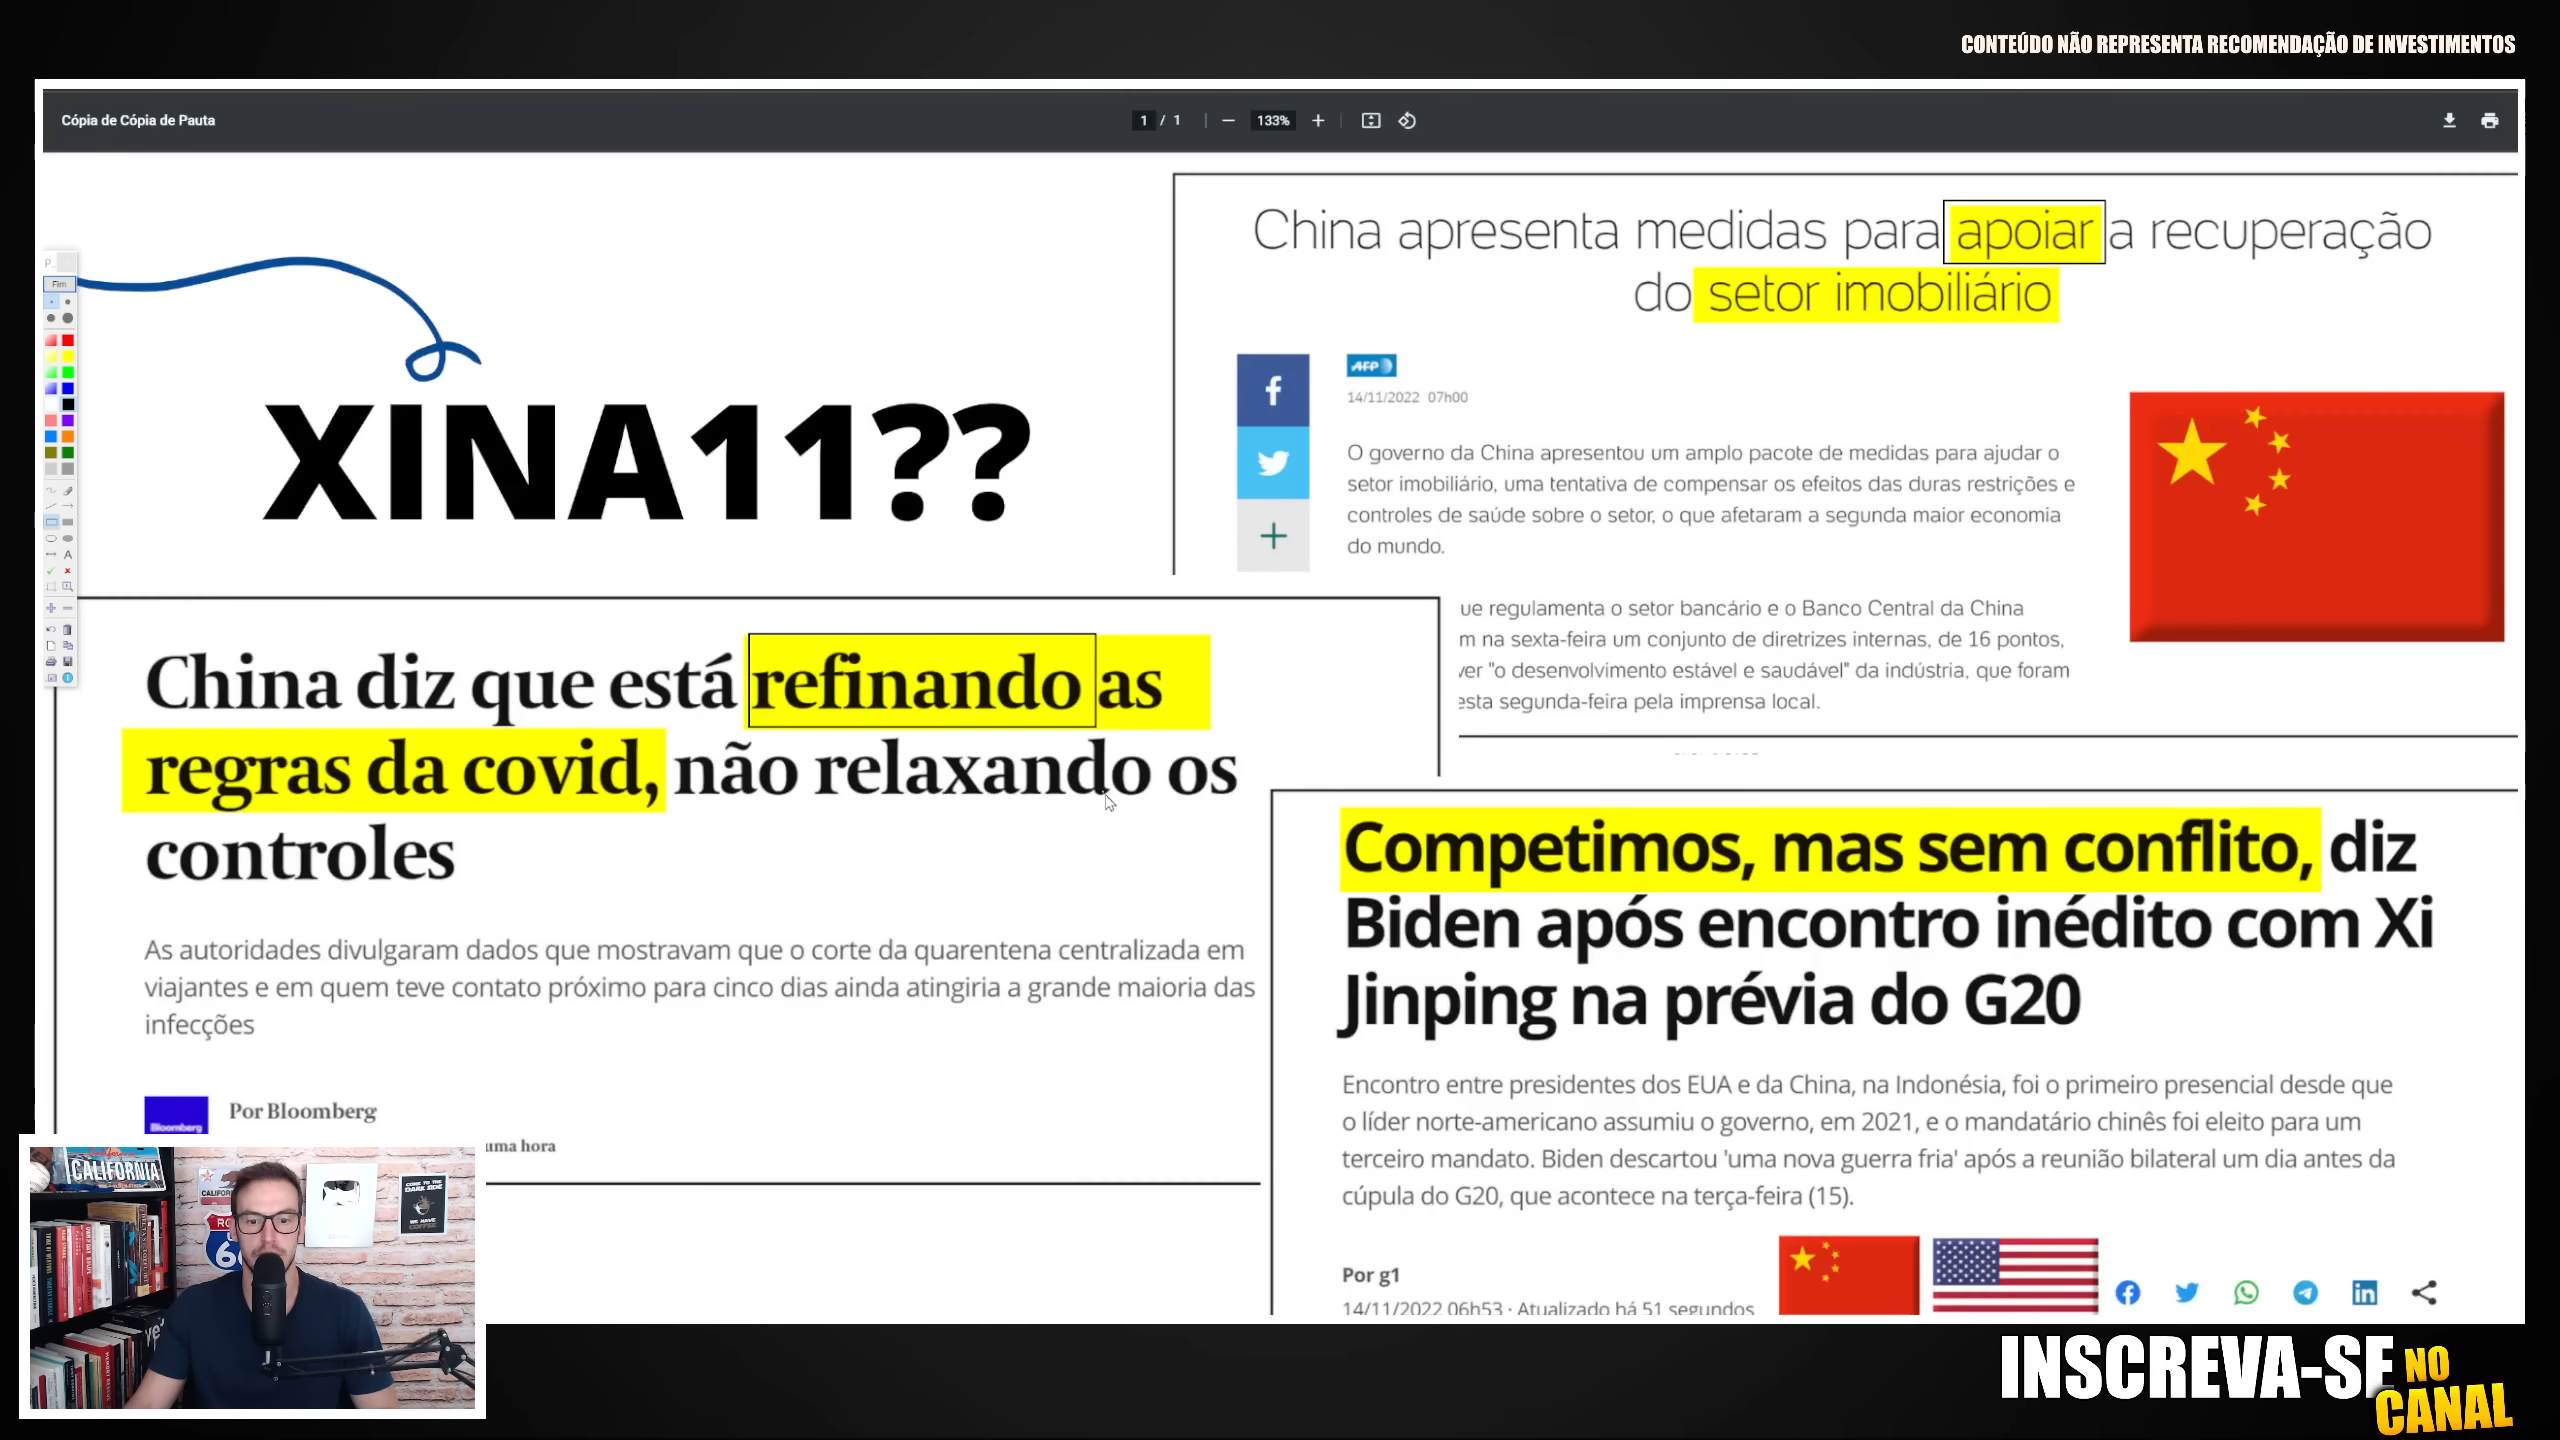 CONTEÚDO NÃO REPRESENTA RECOMENDAÇÃO DE INVESTIMENTOS
Cópia de Cópia de Pauta
1 / 1
133%
Fim
XINA11??
China apresenta medidas para apoiar a recuperação
do setor imobiliário
AFP
14/11/2022 07h00
O governo da China apresentou um amplo pacote de medidas para ajudar o
setor imobiliário, uma tentativa de compensar os efeitos das duras restrições e
controles de saúde sobre o setor, o que afetaram a segunda maior economia
do mundo.
ue regulamenta o setor bancário e o Banco Central da China
m na sexta-feira um conjunto de diretrizes internas, de 16 pontos,
ver "o desenvolvimento estável e saudável" da indústria, que foram
esta segunda-feira pela imprensa local.
China diz que está refinando as
regras da covid, não relaxando os
controles
As autoridades divulgaram dados que mostravam que o corte da quarentena centralizada em
viajantes e em quem teve contato próximo para cinco dias ainda atingiria a grande maioria das
infecções
Bloomberg
Por Bloomberg
uma hora
Competimos, mas sem conflito, diz
Biden após encontro inédito com Xi
Jinping na prévia do G20
Encontro entre presidentes dos EUA e da China, na Indonésia, foi o primeiro presencial desde que
o líder norte-americano assumiu o governo, em 2021, e o mandatário chinês foi eleito para um
terceiro mandato. Biden descartou 'uma nova guerra fria' após a reunião bilateral um dia antes da
cúpula do G20, que acontece na terça-feira (15).
Por g1
14/11/2022 06h53 · Atualizado há 51 segundos
CALIFORNIA
COME TO THE
DARK SIDE
WE HAVE
COFFEE
INSCREVA-SE NO
CANAL